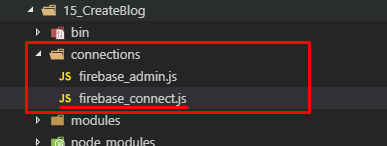 15_CreateBlog
bin
connections
JS firebase_admin.js
JS firebase_connect.js
modules
node_modules